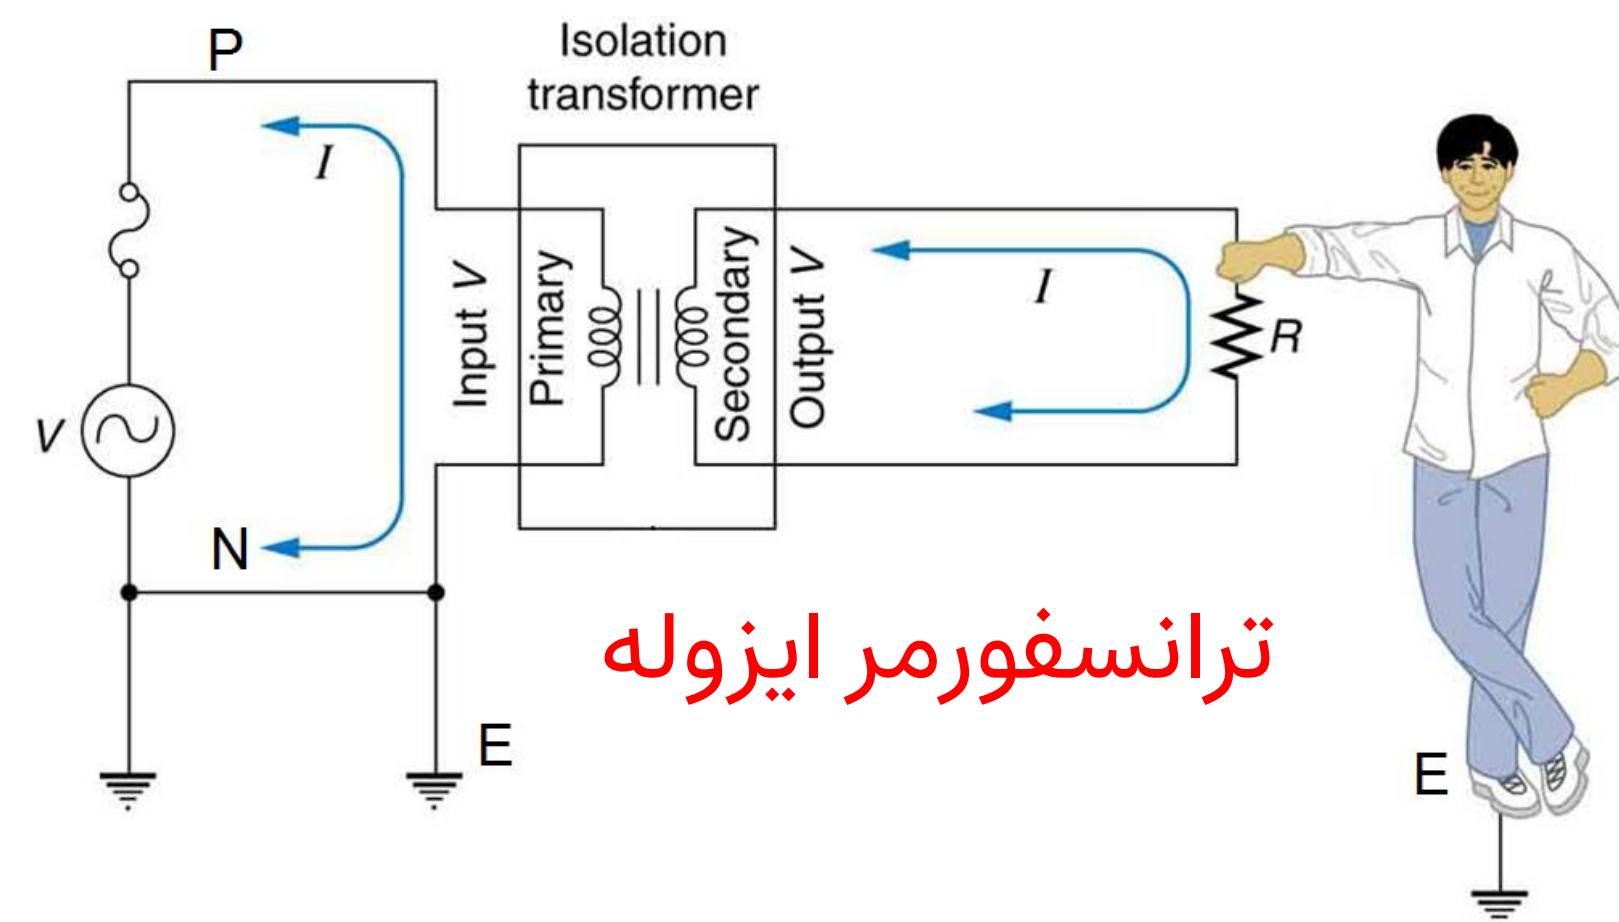 P
Isolation
transformer
I
Input V
Primary
Secondary
Output V
I
R
V
N
ترانسفورمر ایزوله
E
E